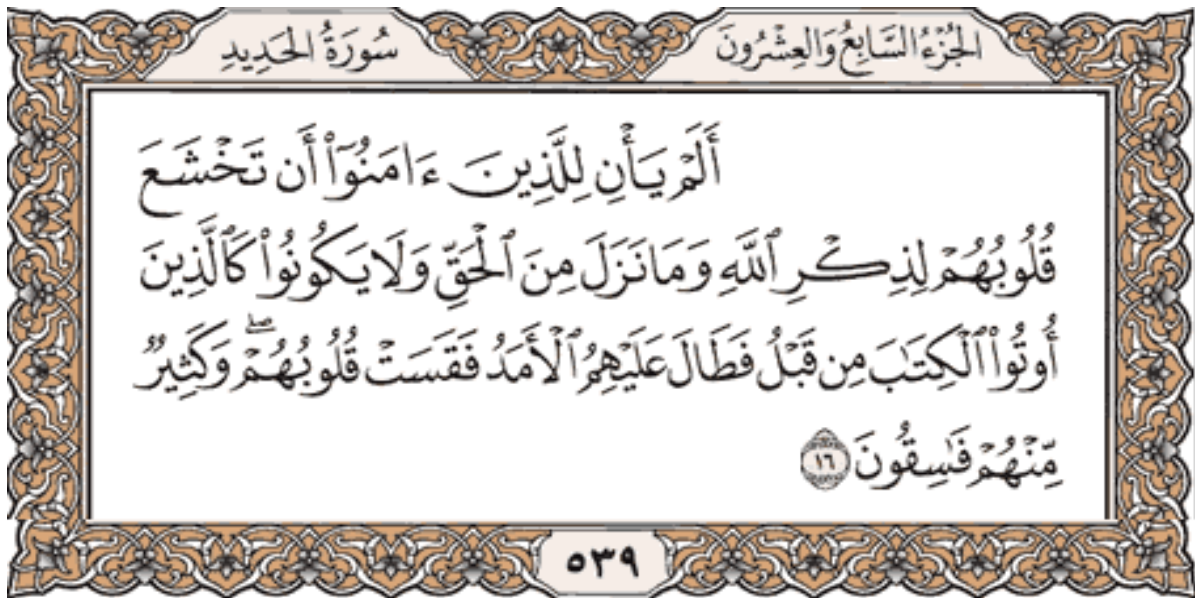 الجُزْءُ السَّابِعُ وَالعِشْرُونَ
سُورَةُ الحَدِيدِ
أَلَمۡ يَأۡنِ لِلَّذِينَ ءَامَنُوٓاْ أَن تَخۡشَعَ
قُلُوبُهُمۡ لِذِكۡرِ ٱللَّهِ وَمَا نَزَلَ مِنَ ٱلۡحَقِّ وَلَا يَكُونُواْ كَٱلَّذِينَ
أُوتُواْ ٱلۡكِتَٰبَ مِن قَبۡلُ فَطَالَ عَلَيۡهِمُ ٱلۡأَمَدُ فَقَسَتۡ قُلُوبُهُمۡۖ وَكَثِيرٞ
مِّنۡهُمۡ فَٰسِقُونَ ١٦
٥٣٩